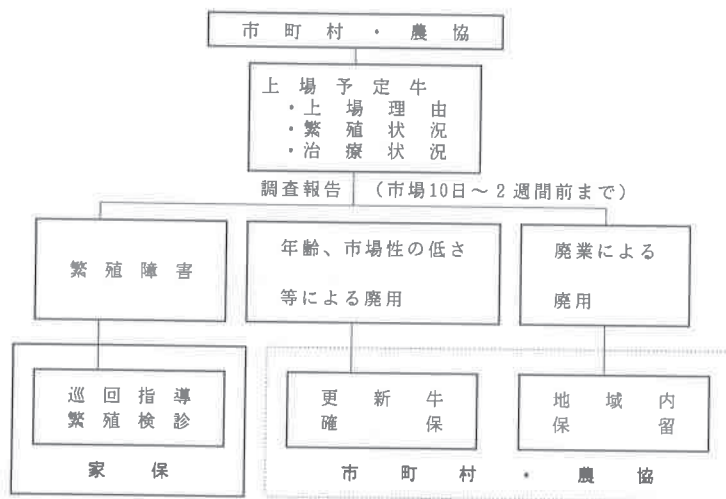 市町村・農協
上場予定牛
・上場理由
・繁殖状況
・治療状況
調査報告 （市場10日～２週間前まで）
繁殖障害
年齢、市場性の低さ
等による廃用
廃業による
廃用
巡回指導
繁殖検診
家保
更新牛
確保
地域内
保留
市町村・農協